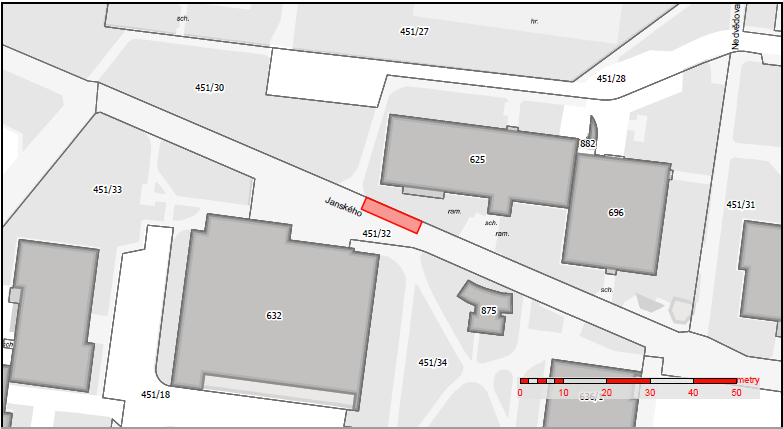 sch.
hr.
451/27
Nedvědova
451/28
451/30
882
625
451/33
Janského
ram.
696
451/31
sch.
451/32
ram.
sch.
875
632
sch.
451/34
metry
0 10 20 30 40 50
451/18